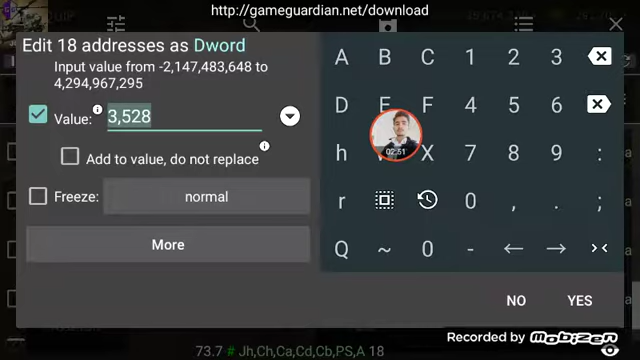 http://gameguardian.net/download
Edit 18 addresses as Dword
Input value from -2,147,483,648 to
4,294,967,295
Value: 3,528
Add to value, do not replace
Freeze: normal
More
A B C 1 2 3
D E F 4 5 6
h X 7 8 9 :
r 0 , . ;
Q ~ 0 - ← → ><
02:51
NO YES
Recorded by MOBIZEN
73.7 # Jh,Ch,Ca,Cd,Cb,PS,A 18